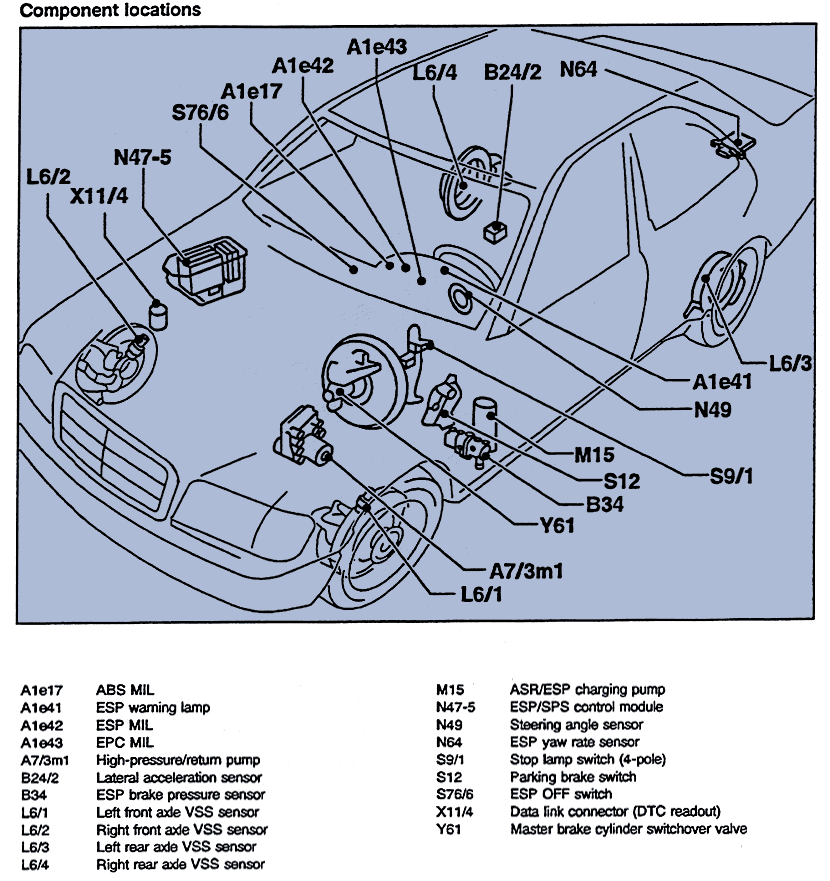 Component locations
A1e43
A1e42
L6/4
B24/2
N64
A1e17
S76/6
N47-5
L6/2
X11/4
L6/3
A1e41
N49
M15
S9/1
S12
B34
Y61
A7/3m1
L6/1
A1e17 ABS MIL
A1e41 ESP warning lamp
A1e42 ESP MIL
A1e43 EPC MIL
A7/3m1 High-pressure/return pump
B24/2 Lateral acceleration sensor
B34 ESP brake pressure sensor
L6/1 Left front axle VSS sensor
L6/2 Right front axle VSS sensor
L6/3 Left rear axle VSS sensor
L6/4 Right rear axle VSS sensor
M15 ASR/ESP charging pump
N47-5 ESP/SPS control module
N49 Steering angle sensor
N64 ESP yaw rate sensor
S9/1 Stop lamp switch (4-pole)
S12 Parking brake switch
S76/6 ESP OFF switch
X11/4 Data link connector (DTC readout)
Y61 Master brake cylinder switchover valve